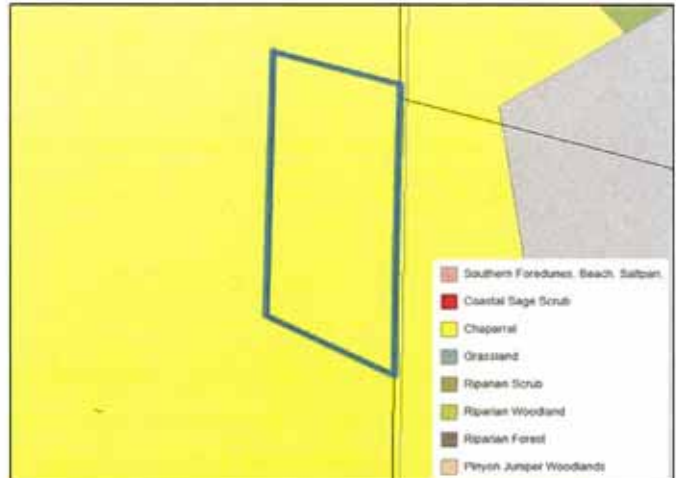 Southern Foredunes, Beach, Saltpan,
Coastal Sage Scrub
Chaparral
Grassland
Riparian Scrub
Riparian Woodland
Riparian Forest
Pinyon Juniper Woodlands